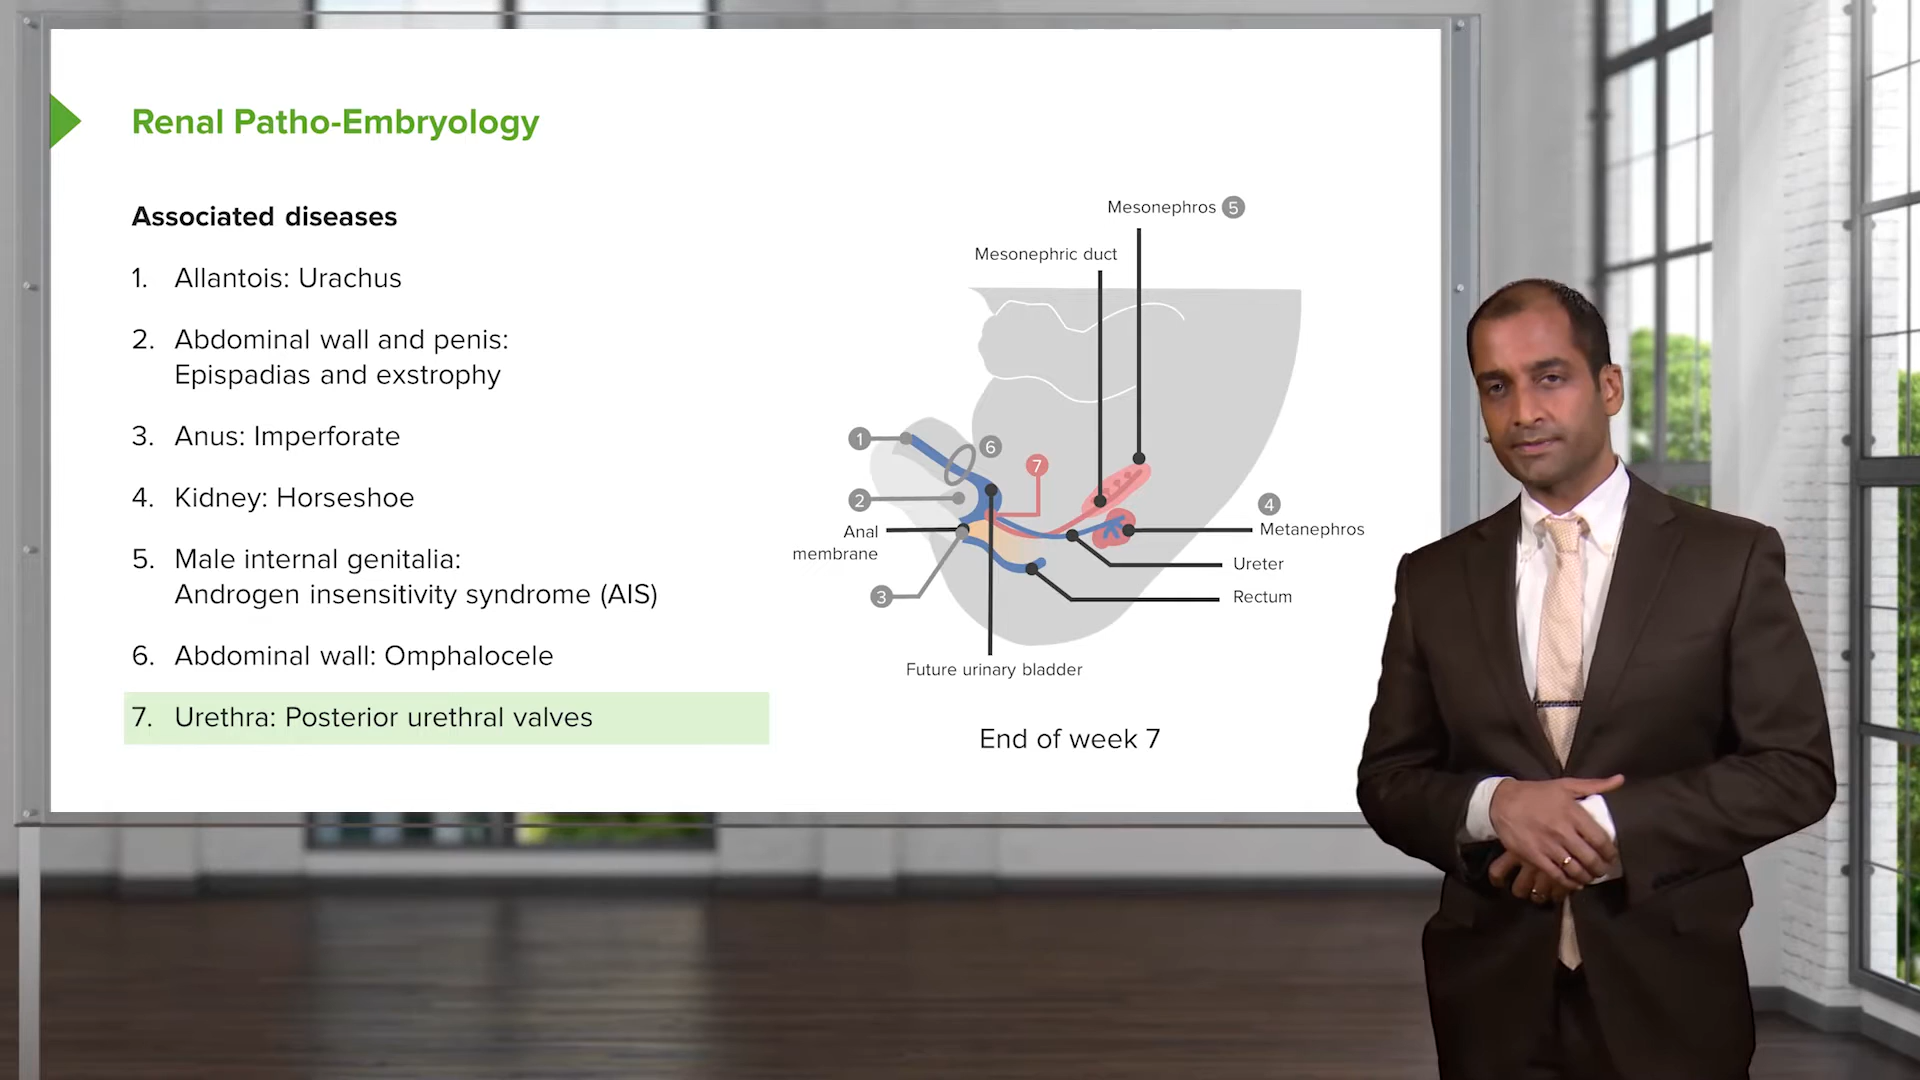 Renal Patho-Embryology
Associated diseases
1. Allantois: Urachus
2. Abdominal wall and penis:
Epispadias and exstrophy
3. Anus: Imperforate
4. Kidney: Horseshoe
5. Male internal genitalia:
Androgen insensitivity syndrome (AIS)
6. Abdominal wall: Omphalocele
7. Urethra: Posterior urethral valves
Mesonephros 5
Mesonephric duct
1
6
7
2
4
Anal
membrane
Metanephros
Ureter
3
Rectum
Future urinary bladder
End of week 7